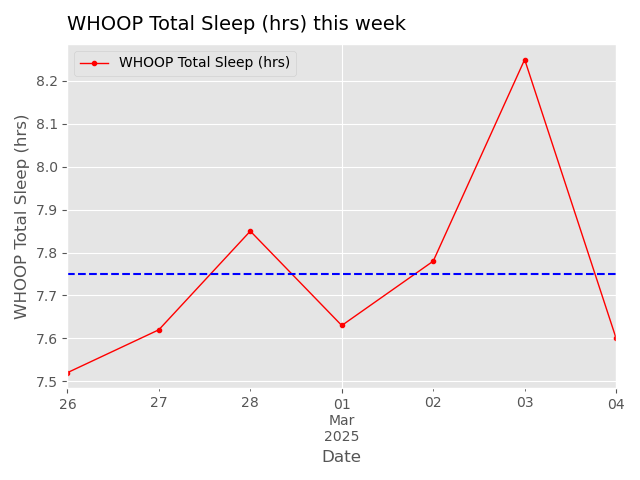 WHOOP Total Sleep (hrs) this week
WHOOP Total Sleep (hrs)
WHOOP Total Sleep (hrs)
8.2
8.1
8.0
7.9
7.8
7.7
7.6
7.5
26 27 28 01 02 03 04
Mar
2025
Date